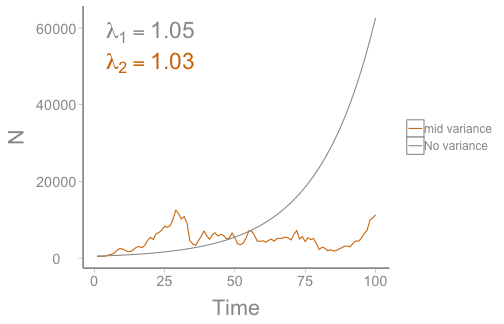 λ₁ = 1.05
λ₂ = 1.03
60000
40000
20000
0
N
0 25 50 75 100
Time
mid variance
No variance